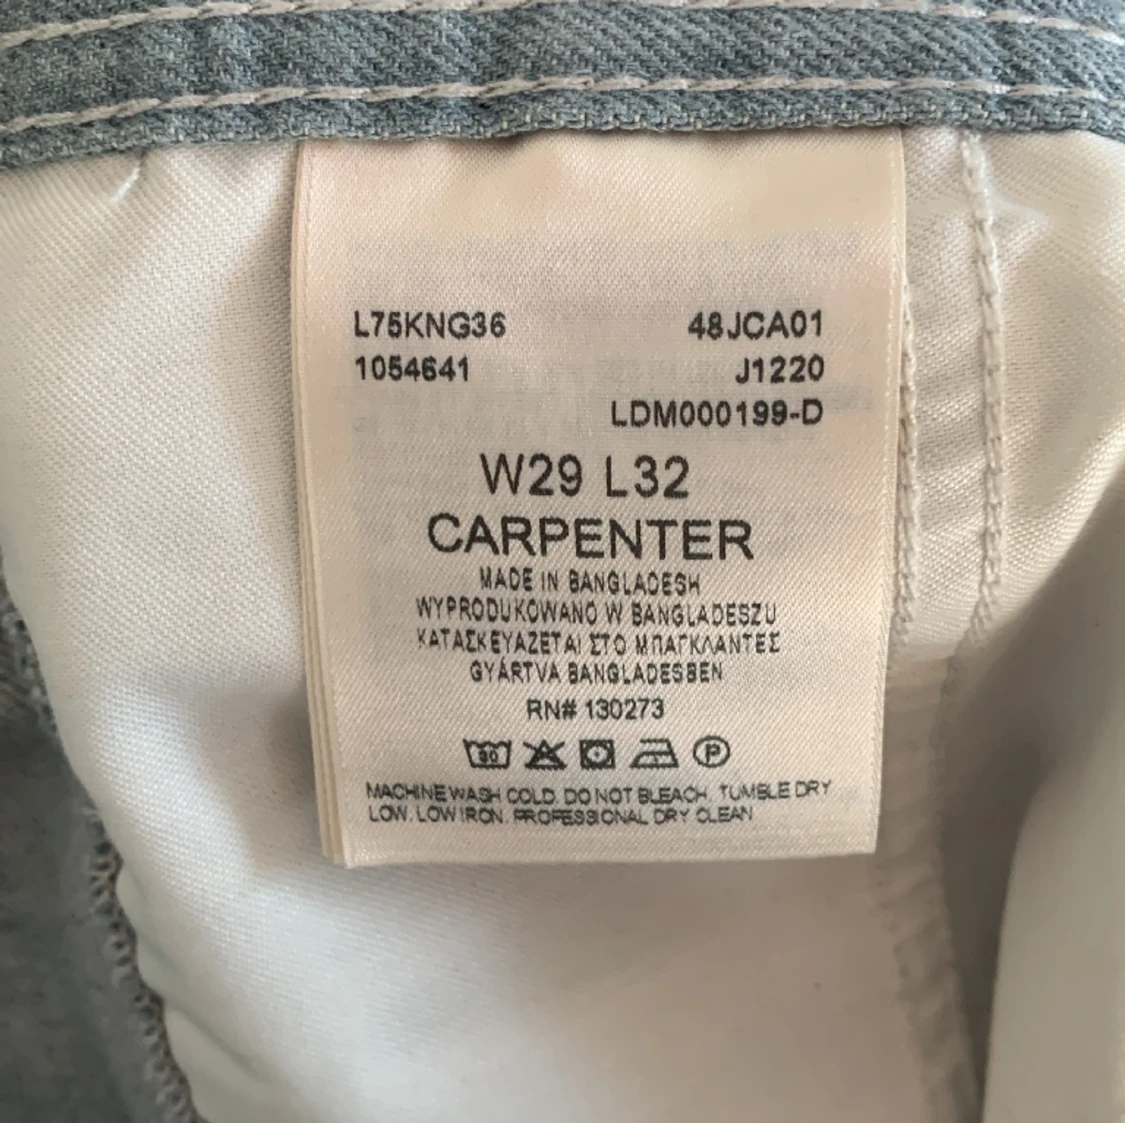 L75KNG36 48JCA01
1054641 J1220
LDM000199-D
W29 L32
CARPENTER
MADE IN BANGLADESH
WYPRODUKOWANO W BANGLADESZU
ΚΑΤΑΣΚΕΥΑΖΕΤΑΙ ΣΤΟ ΜΠΑΓΚΛΑΝΤΕΣ
GYÁRTVA BANGLADESBEN
RN# 130273
30 P
MACHINE WASH COLD. DO NOT BLEACH. TUMBLE DRY
LOW. LOW IRON. PROFESSIONAL DRY CLEAN